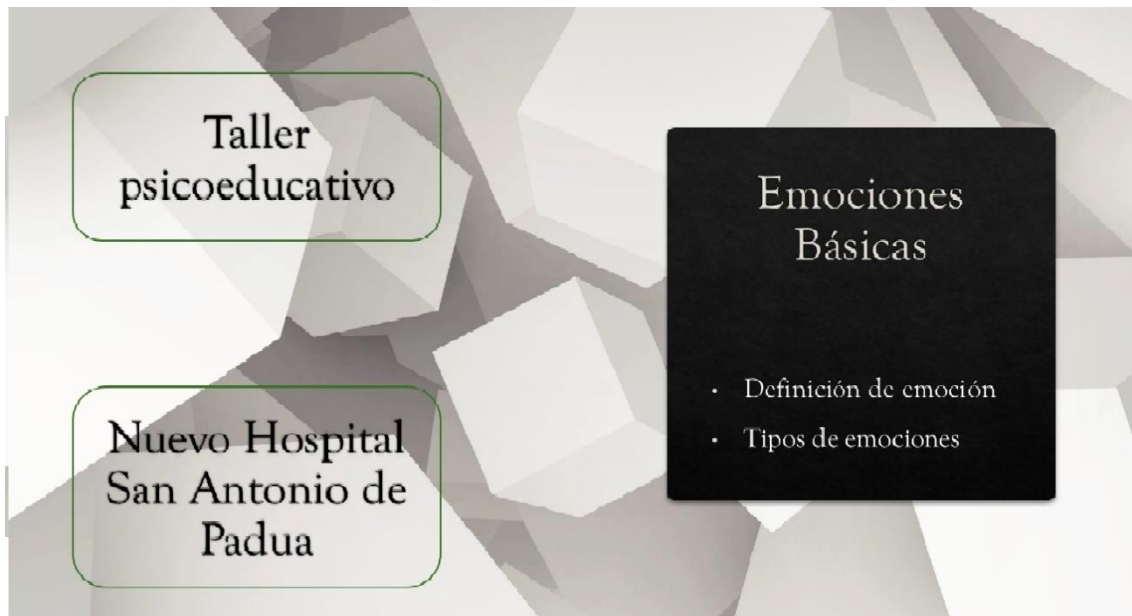 Taller
psicoeducativo
Nuevo Hospital
San Antonio de
Padua
Emociones
Básicas
• Definición de emoción
• Tipos de emociones